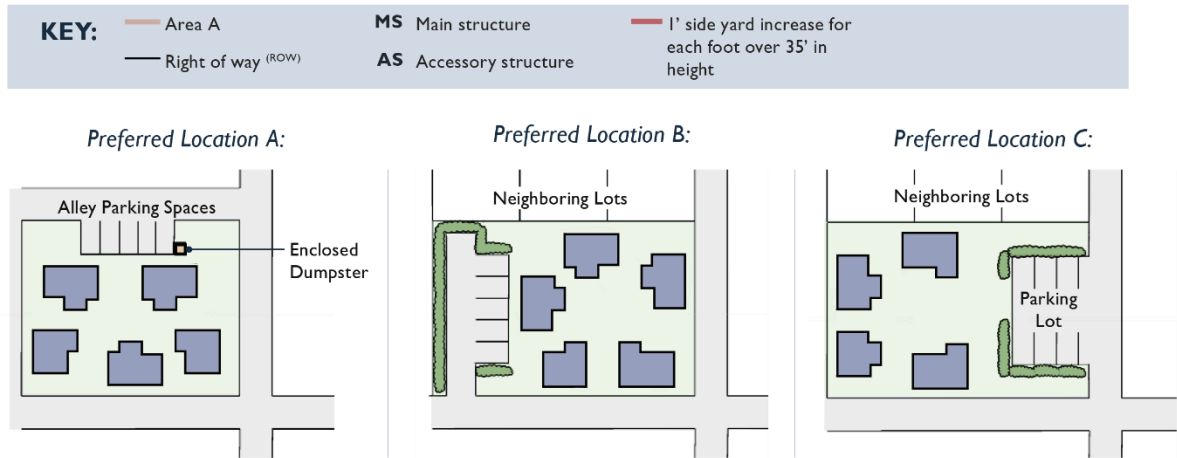 KEY:
Area A
Right of way (ROW)
MS Main structure
AS Accessory structure
1' side yard increase for
each foot over 35' in
height
Preferred Location A:
Alley Parking Spaces
Enclosed
Dumpster
Preferred Location B:
Neighboring Lots
Preferred Location C:
Neighboring Lots
Parking
Lot